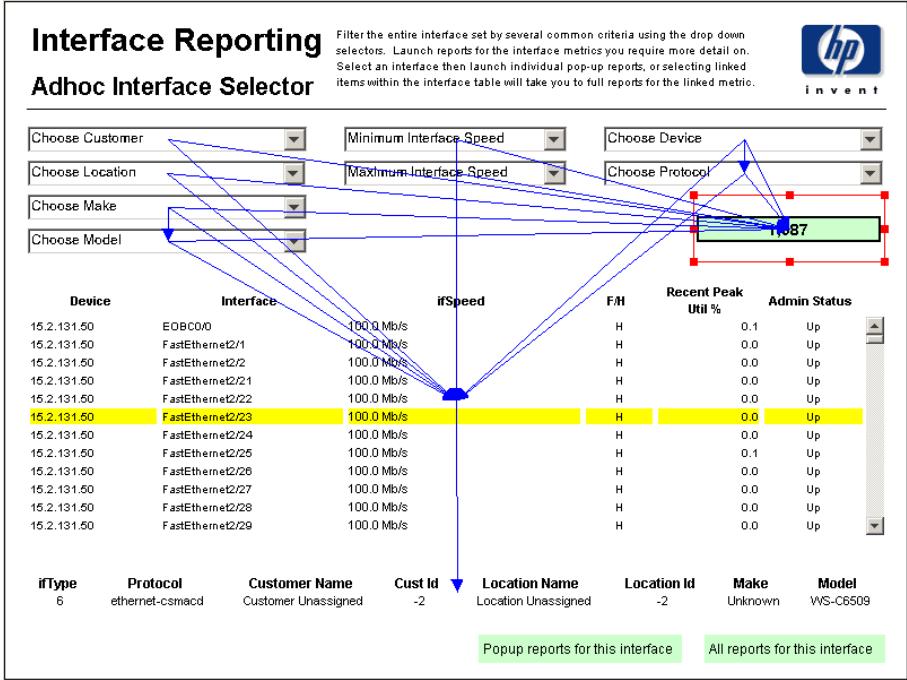 Interface Reporting
Adhoc Interface Selector
Filter the entire interface set by several common criteria using the drop down
selectors. Launch reports for the interface metrics you require more detail on.
Select an interface then launch individual pop-up reports, or selecting linked
items within the interface table will take you to full reports for the linked metric.
hp
invent
Choose Customer Minimum Interface Speed Choose Device
Choose Location Maximum Interface Speed Choose Protocol
Choose Make
Choose Model
Device Interface ifSpeed F/H Recent Peak Util % Admin Status
15.2.131.50 EOBC0/0 100.0 Mb/s H 0.1 Up
15.2.131.50 FastEthernet2/1 100.0 Mb/s H 0.0 Up
15.2.131.50 FastEthernet2/2 100.0 Mb/s H 0.0 Up
15.2.131.50 FastEthernet2/21 100.0 Mb/s H 0.0 Up
15.2.131.50 FastEthernet2/22 100.0 Mb/s H 0.0 Up
15.2.131.50 FastEthernet2/23 100.0 Mb/s H 0.0 Up
15.2.131.50 FastEthernet2/24 100.0 Mb/s H 0.0 Up
15.2.131.50 FastEthernet2/25 100.0 Mb/s H 0.1 Up
15.2.131.50 FastEthernet2/26 100.0 Mb/s H 0.0 Up
15.2.131.50 FastEthernet2/27 100.0 Mb/s H 0.0 Up
15.2.131.50 FastEthernet2/28 100.0 Mb/s H 0.0 Up
15.2.131.50 FastEthernet2/29 100.0 Mb/s H 0.0 Up
ifType Protocol Customer Name Cust Id Location Name Location Id Make Model
6 ethernet-csmacd Customer Unassigned -2 Location Unassigned -2 Unknown WS-C6509
Popup reports for this interface All reports for this interface